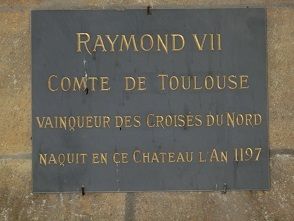 RAYMOND VII
COMTE DE TOULOUSE
VAINQUEUR DES CROISÉS DU NORD
NAQUIT EN CE CHATEAU L'AN 1197